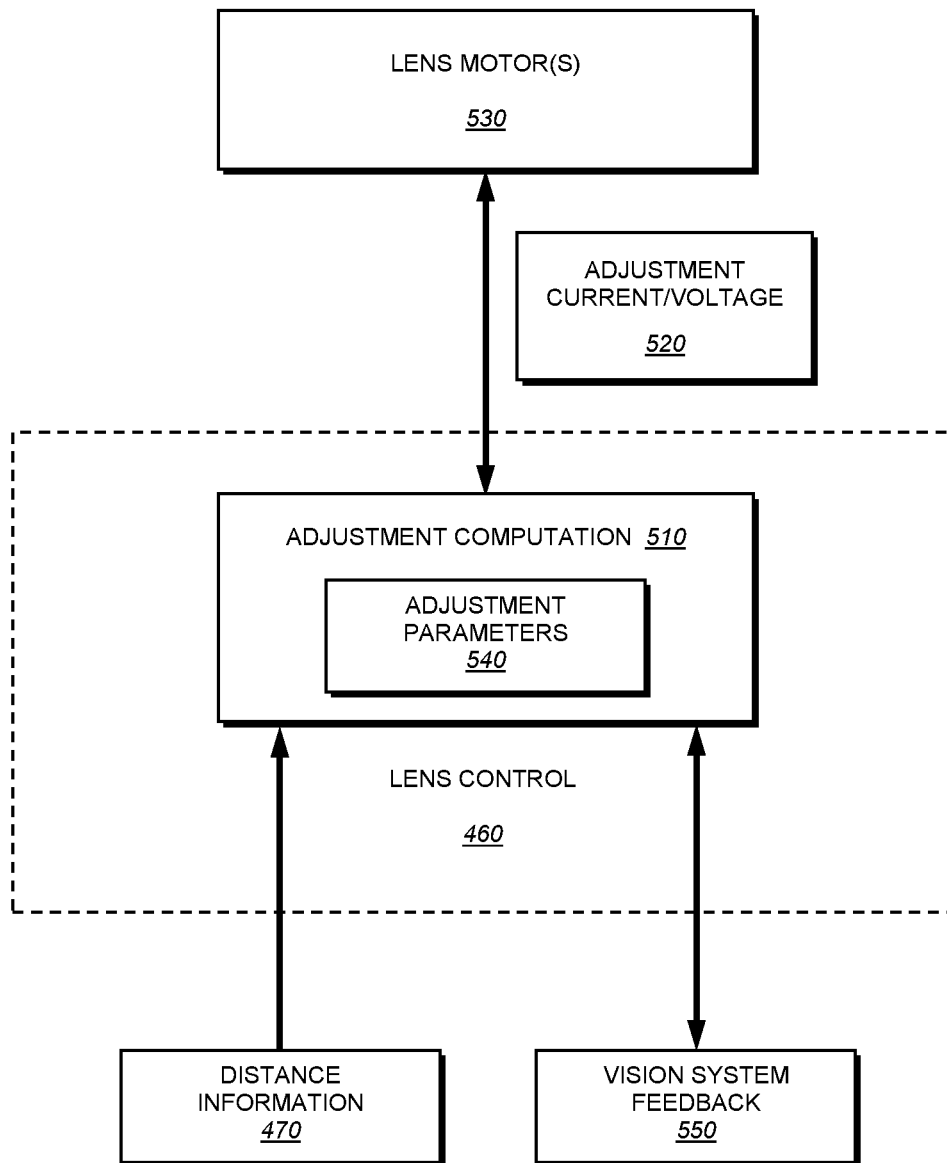 LENS MOTOR(S)
530
ADJUSTMENT
CURRENT/VOLTAGE
520
ADJUSTMENT COMPUTATION 510
ADJUSTMENT
PARAMETERS
540
LENS CONTROL
460
DISTANCE
INFORMATION
470
VISION SYSTEM
FEEDBACK
550